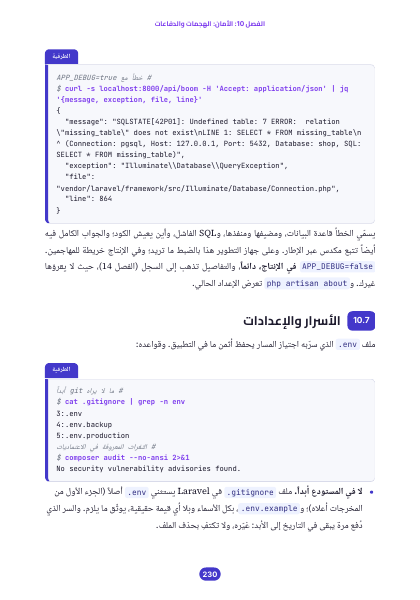 الفصل 10: الأمان: الهجمات والدفاعات
الطرفية
# خطأ مع APP_DEBUG=true
$ curl -s localhost:8000/api/boom -H 'Accept: application/json' | jq
'{message, exception, file, line}'
{
"message": "SQLSTATE[42P01]: Undefined table: 7 ERROR:  relation
\"missing_table\" does not exist\nLINE 1: SELECT * FROM missing_table\n
^ (Connection: pgsql, Host: 127.0.0.1, Port: 5432, Database: shop, SQL:
SELECT * FROM missing_table)",
"exception": "Illuminate\\Database\\QueryException",
"file":
"vendor/laravel/framework/src/Illuminate/Database/Connection.php",
"line": 864
}
يسمّي الخطأ قاعدة البيانات، ومضيفها ومنفذها، وSQL الفاشل، وأين يعيش الكود؛ والجواب الكامل فيه
أيضاً تتبع مكدس عبر الإطار. وعلى جهاز التطوير هذا بالضبط ما تريد؛ وفي الإنتاج خريطة للمهاجمين.
APP_DEBUG=false في الإنتاج، دائماً، والتفاصيل تذهب إلى السجل (الفصل 14)، حيث لا يقرؤها
غيرك. و php artisan about تعرض الإعداد الحالي.
10.7 الأسرار والإعدادات
ملف .env الذي سرّبه اجتياز المسار يحفظ أثمن ما في التطبيق. وقواعده:
الطرفية
# ما لا يراه git أبداً
$ cat .gitignore | grep -n env
3:.env
4:.env.backup
5:.env.production
# الثغرات المعروفة في الاعتماديات
$ composer audit --no-ansi 2>&1
No security vulnerability advisories found.
• لا في المستودع أبداً. ملف .gitignore في Laravel يستثني .env أصلاً (الجزء الأول من
المخرجات أعلاه)؛ و .env.example ، بكل الأسماء وبلا أي قيمة حقيقية، يوثّق ما يلزم. والسر الذي
دُفع مرة يبقى في التاريخ إلى الأبد: غيّره، ولا تكتفِ بحذف الملف.
230